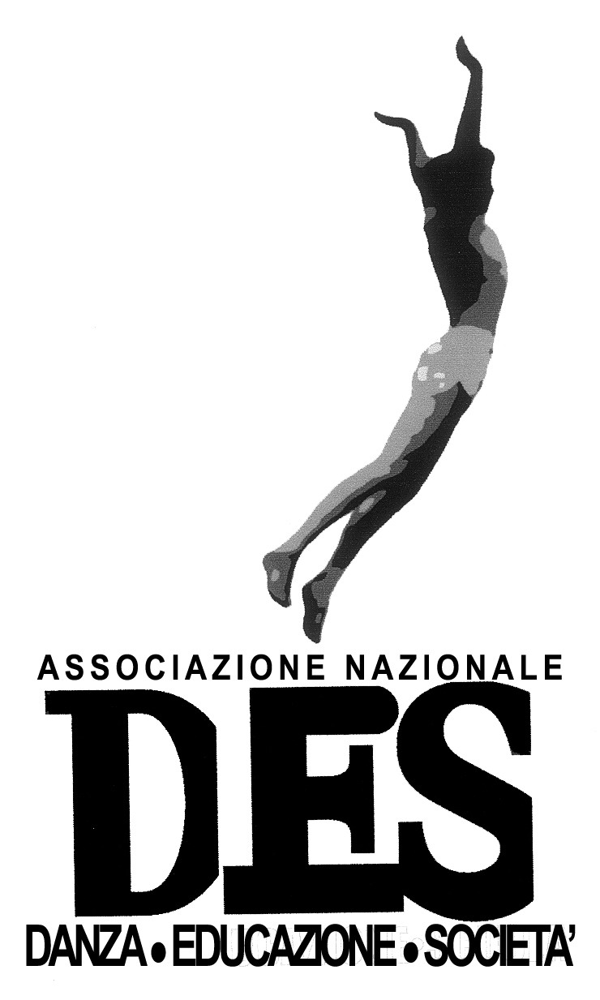 ASSOCIAZIONE NAZIONALE
DES
DANZA • EDUCAZIONE • SOCIETA'